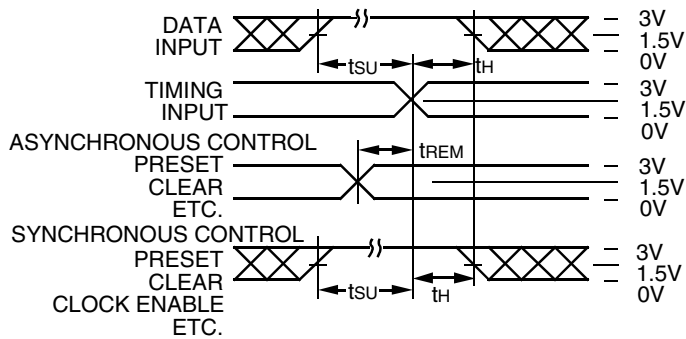 DATA
INPUT
3V
1.5V
0V
tSU
tH
TIMING
INPUT
3V
1.5V
0V
ASYNCHRONOUS CONTROL
PRESET
CLEAR
ETC.
tREM
3V
1.5V
0V
SYNCHRONOUS CONTROL
PRESET
CLEAR
CLOCK ENABLE
ETC.
tSU
tH
3V
1.5V
0V